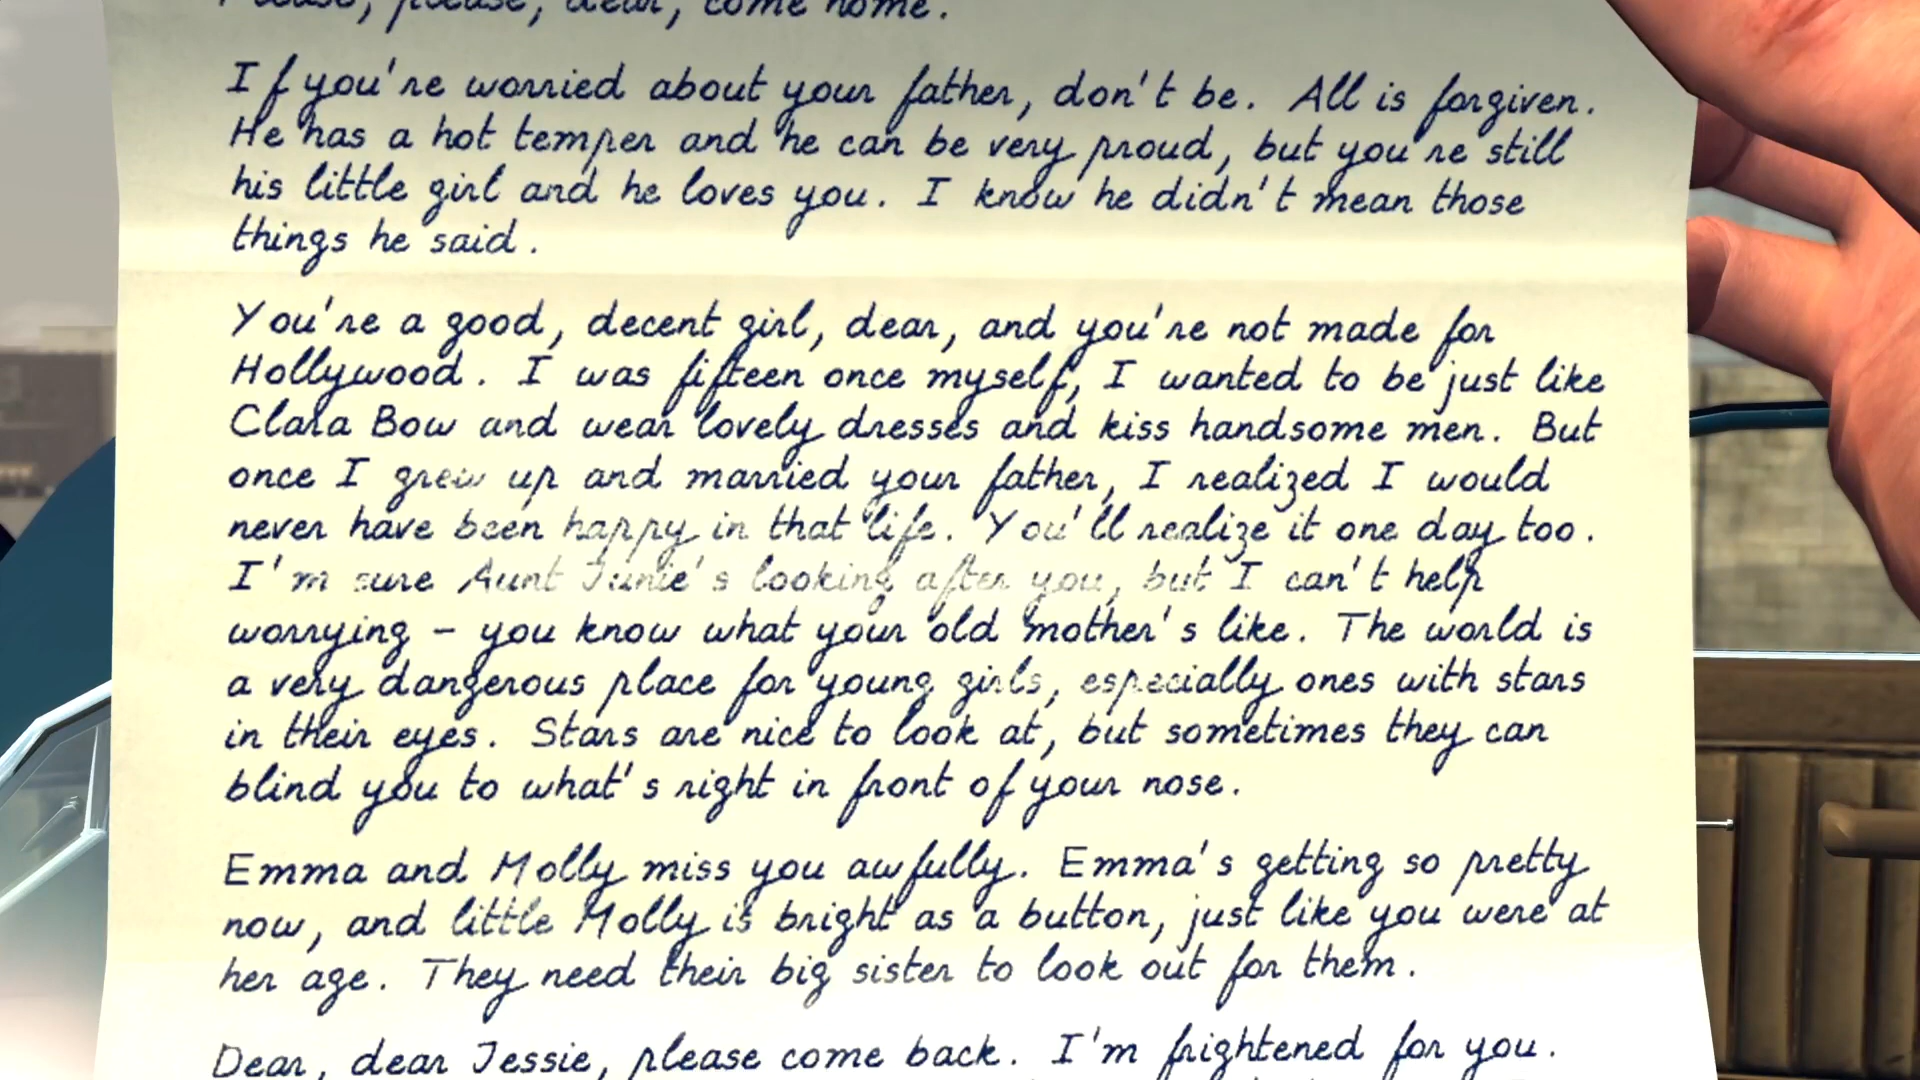 Please, please, dear, come home.
If you're worried about your father, don't be. All is forgiven.
He has a hot temper and he can be very proud, but you're still
his little girl and he loves you. I know he didn't mean those
things he said.
You're a good, decent girl, dear, and you're not made for
Hollywood. I was fifteen once myself, I wanted to be just like
Clara Bow and wear lovely dresses and kiss handsome men. But
once I grew up and married your father, I realized I would
never have been happy in that life. You'll realize it one day too.
I'm sure Aunt Junie's looking after you, but I can't help
worrying - you know what your old mother's like. The world is
a very dangerous place for young girls, especially ones with stars
in their eyes. Stars are nice to look at, but sometimes they can
blind you to what's right in front of your nose.
Emma and Molly miss you awfully. Emma's getting so pretty
now, and little Molly is bright as a button, just like you were at
her age. They need their big sister to look out for them.
Dear, dear Jessie, please come back. I'm frightened for you.